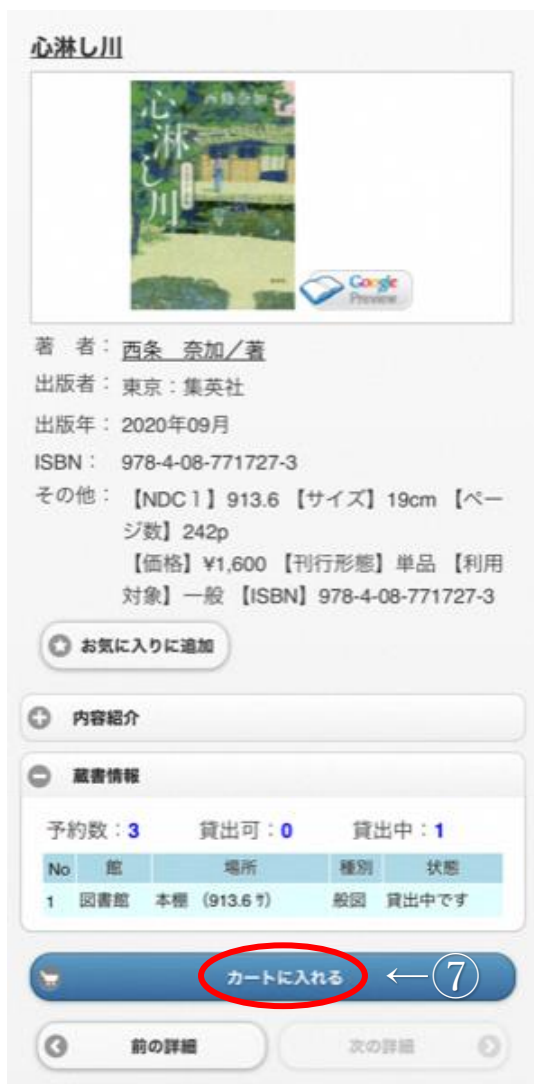 心淋し川
西條奈加
心淋し川
Google
Preview
著 者： 西条 奈加／著
出版者： 東京：集英社
出版年： 2020年09月
ISBN： 978-4-08-771727-3
その他： 【NDC1】913.6 【サイズ】19cm 【ペー
ジ数】242p
【価格】¥1,600 【刊行形態】単品 【利用
対象】一般 【ISBN】978-4-08-771727-3
お気に入りに追加
内容紹介
蔵書情報
予約数：3 貸出可：0 貸出中：1
No 館 場所 種別 状態
1 図書館 本棚 （913.6 ｻ） 般図 貸出中です
カートに入れる ←⑦
前の詳細 次の詳細